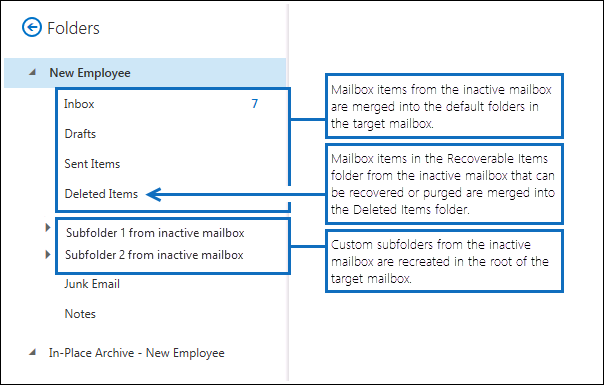 Folders
New Employee
Inbox 7
Drafts
Sent Items
Deleted Items
Subfolder 1 from inactive mailbox
Subfolder 2 from inactive mailbox
Junk Email
Notes
In-Place Archive - New Employee
Mailbox items from the inactive mailbox
are merged into the default folders in
the target mailbox.
Mailbox items in the Recoverable Items
folder from the inactive mailbox that can
be recovered or purged are merged into
the Deleted Items folder.
Custom subfolders from the inactive
mailbox are recreated in the root of the
target mailbox.